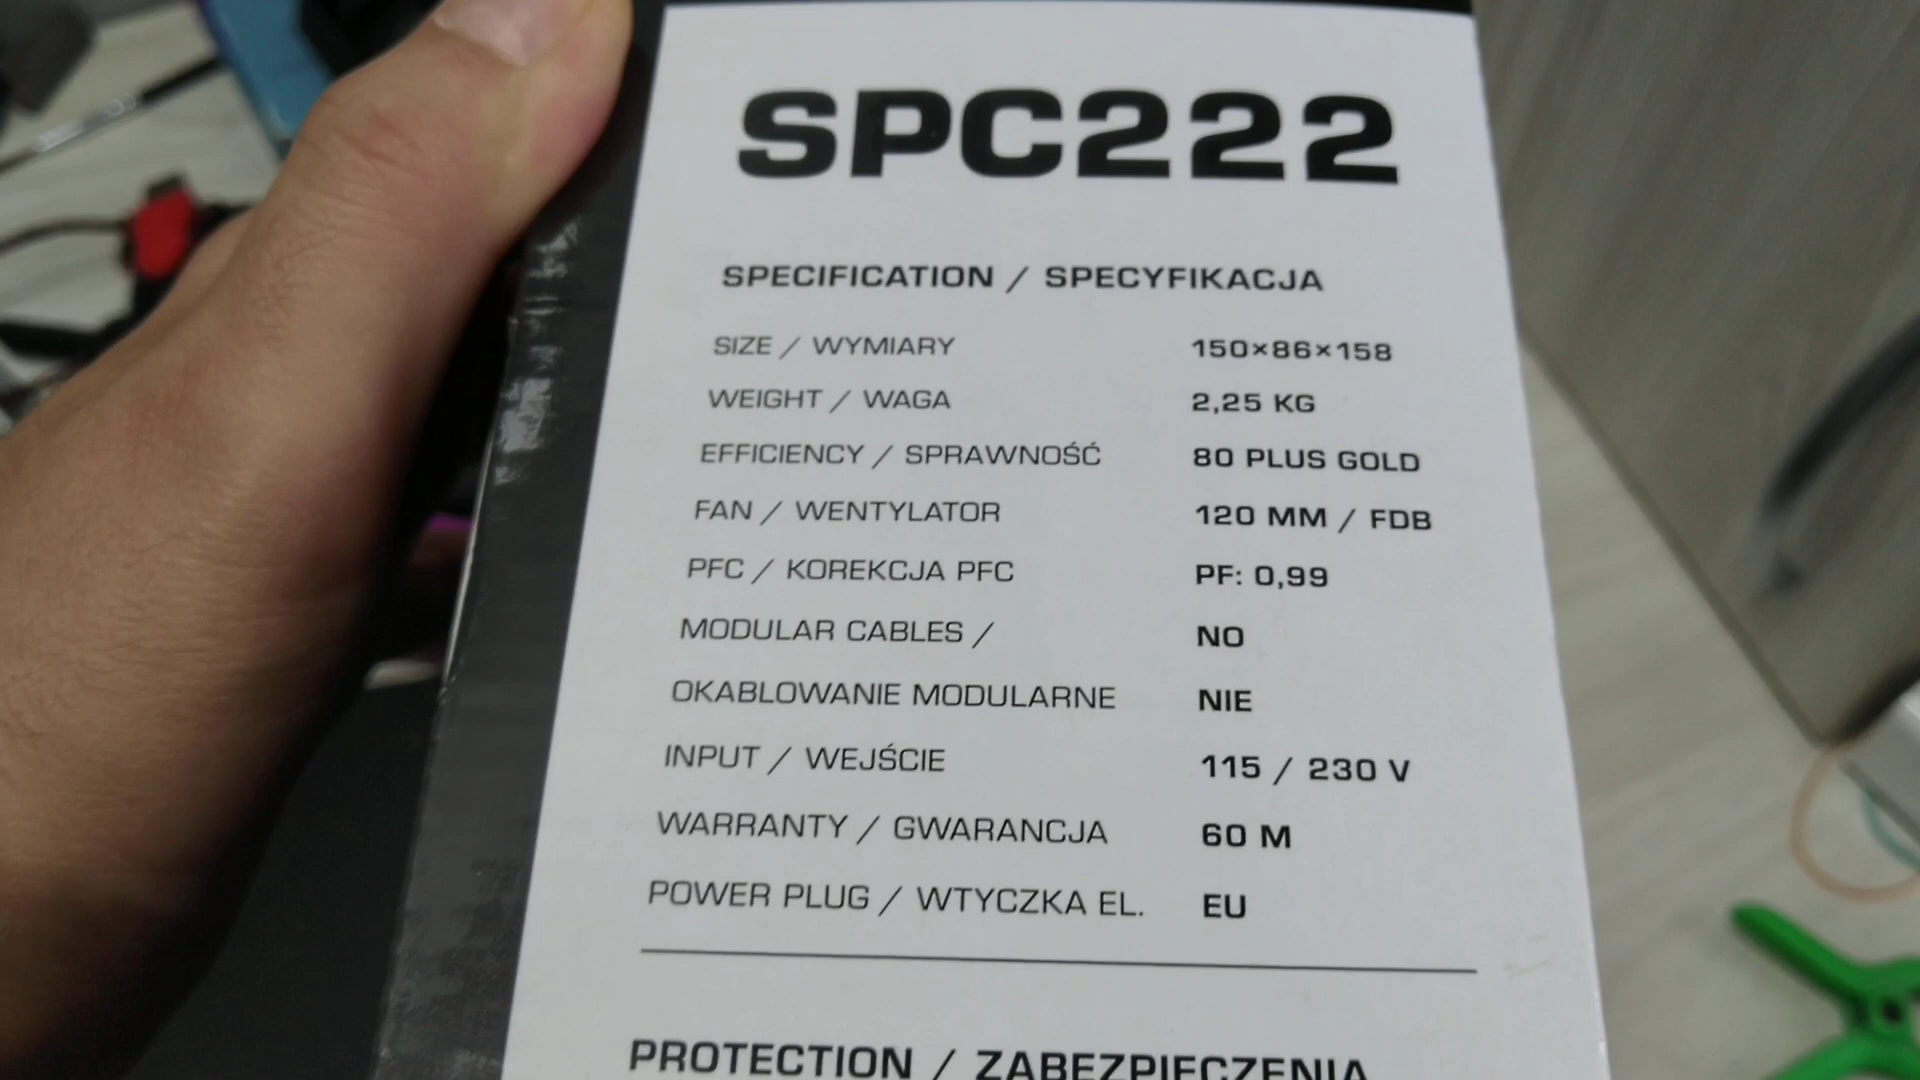 SPC222
SPECIFICATION / SPECYFIKACJA
SIZE / WYMIARY 150×86×158
WEIGHT / WAGA 2,25 KG
EFFICIENCY / SPRAWNOŚĆ 80 PLUS GOLD
FAN / WENTYLATOR 120 MM / FDB
PFC / KOREKCJA PFC PF: 0,99
MODULAR CABLES / NO
OKABLOWANIE MODULARNE NIE
INPUT / WEJŚCIE 115 / 230 V
WARRANTY / GWARANCJA 60 M
POWER PLUG / WTYCZKA EL. EU
PROTECTION / ZABEZPIECZENIA